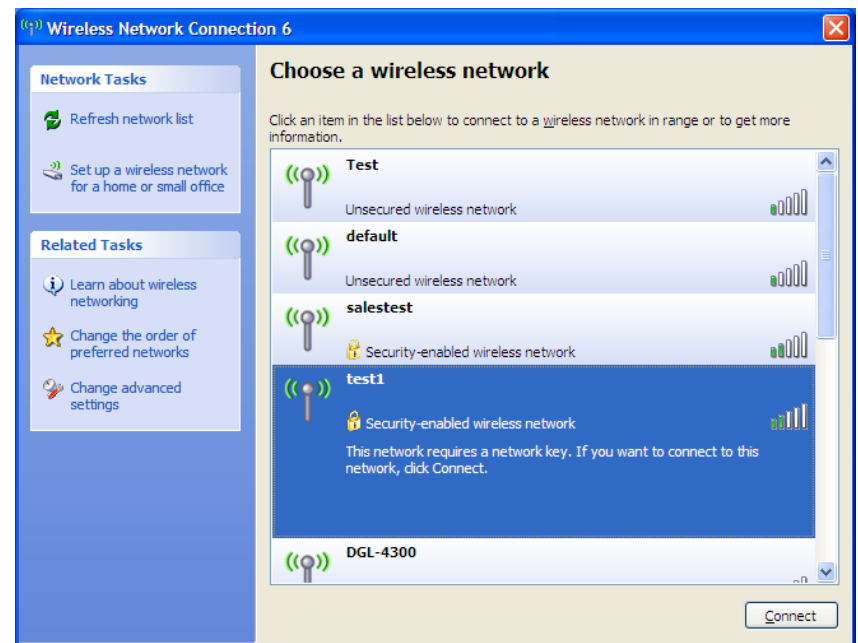 Wireless Network Connection 6
Network Tasks
Refresh network list
Set up a wireless network
for a home or small office
Related Tasks
Learn about wireless
networking
Change the order of
preferred networks
Change advanced
settings
Choose a wireless network
Click an item in the list below to connect to a wireless network in range or to get more
information.
Test
Unsecured wireless network
default
Unsecured wireless network
salestest
Security-enabled wireless network
test1
Security-enabled wireless network
This network requires a network key. If you want to connect to this
network, click Connect.
DGL-4300
Connect